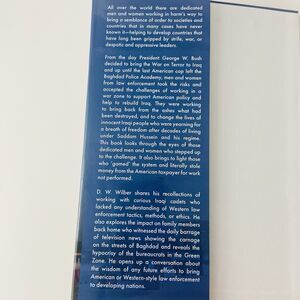 All over the world there are dedicated
men and women working in harm's way to
bring a semblance of order to societies and
countries that in many cases have never
known it—helping to develop countries that
have long been gripped by strife, war, or
despotic and oppressive leaders.
From the day President George W. Bush
decided to bring the War on Terror to Iraq
and up until the last American cop left the
Baghdad Police Academy, men and women
from law enforcement took the risks and
accepted the challenges of working in a
war zone to support American policy and
help to rebuild Iraq. They were working
to bring back from the ashes what had
been destroyed, and to change the lives of
innocent Iraqi people who were yearning for
a breath of freedom after decades of living
under Saddam Hussein and his regime.
This book looks through the eyes of those
dedicated men and women who stepped up
to the challenge. It also brings to light those
who 'gamed' the system and literally stole
money from the American taxpayer for work
not performed.
D. W. Wilber shares his recollections of
working with curious Iraqi cadets who
lacked any understanding of Western law
enforcement tactics, methods, or ethics. He
also explores the impact on family members
back home who witnessed the daily barrage
of television news showing the carnage
on the streets of Baghdad and reveals the
hypocrisy of the bureaucrats in the Green
Zone. He opens up a conversation about
the wisdom of any future efforts to bring
American or Western-style law enforcement
to developing nations.